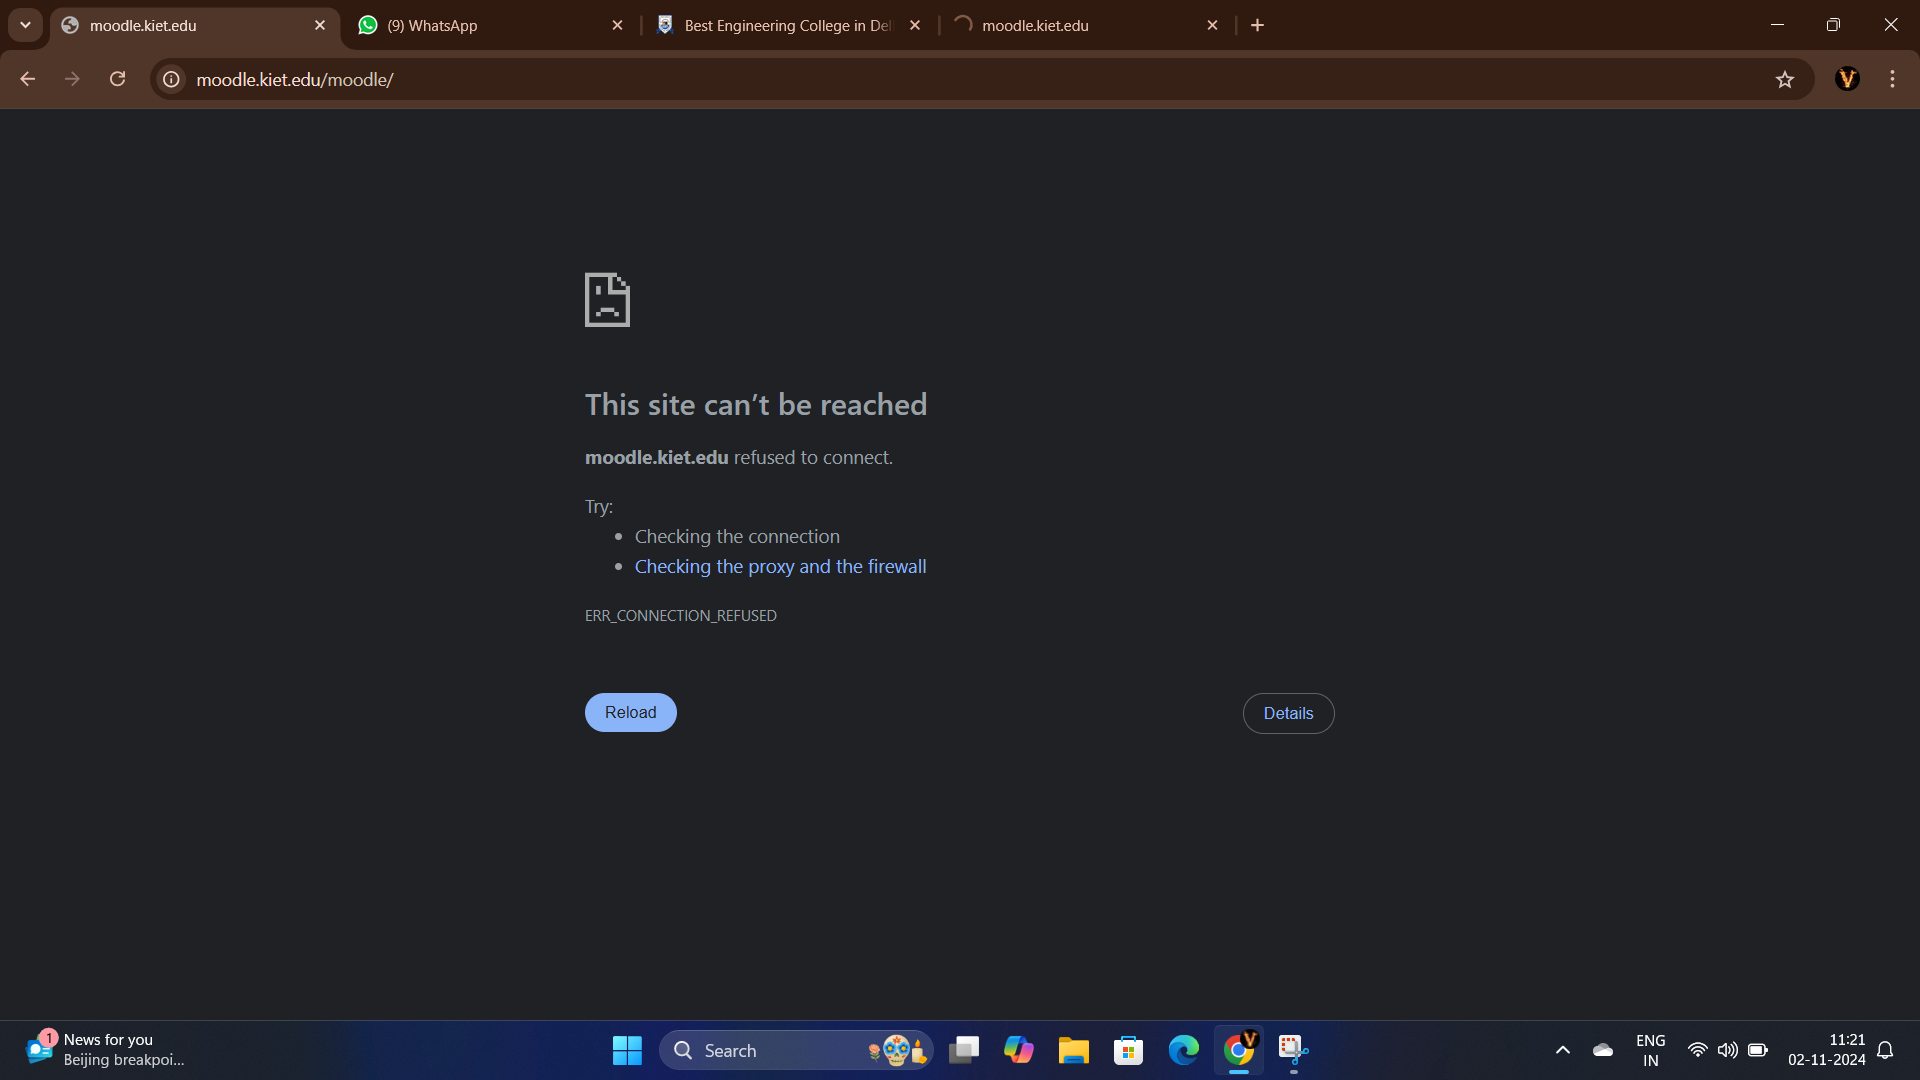 moodle.kiet.edu
(9) WhatsApp
Best Engineering College in Del
moodle.kiet.edu
moodle.kiet.edu/moodle/
This site can’t be reached
moodle.kiet.edu refused to connect.
Try:
• Checking the connection
• Checking the proxy and the firewall
ERR_CONNECTION_REFUSED
Reload
Details
1
News for you
Beijing breakpoi...
Search
ENG
IN
11:21
02-11-2024